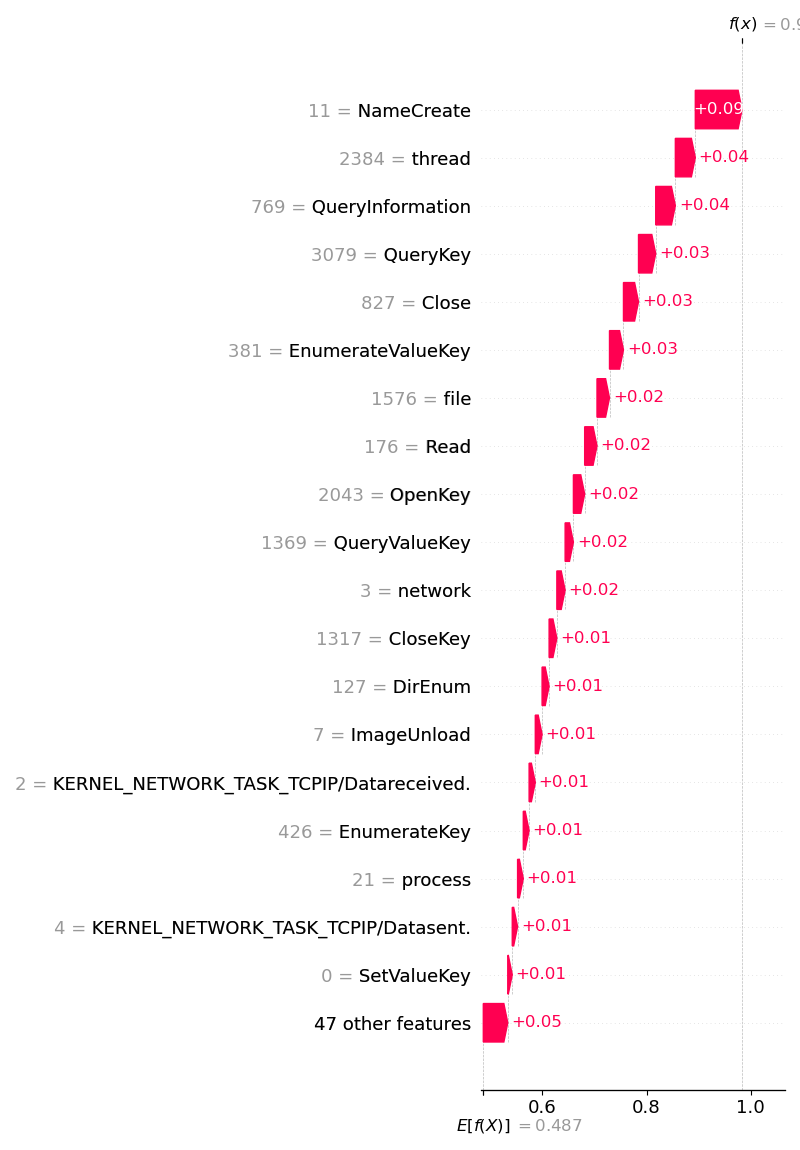 f(x) = 0.9
11 = NameCreate +0.09
2384 = thread +0.04
769 = QueryInformation +0.04
3079 = QueryKey +0.03
827 = Close +0.03
381 = EnumerateValueKey +0.03
1576 = file +0.02
176 = Read +0.02
2043 = OpenKey +0.02
1369 = QueryValueKey +0.02
3 = network +0.02
1317 = CloseKey +0.01
127 = DirEnum +0.01
7 = ImageUnload +0.01
2 = KERNEL_NETWORK_TASK_TCPIP/Datareceived. +0.01
426 = EnumerateKey +0.01
21 = process +0.01
4 = KERNEL_NETWORK_TASK_TCPIP/Datasent. +0.01
0 = SetValueKey +0.01
47 other features +0.05
0.6 0.8 1.0
E[f(X)] = 0.487